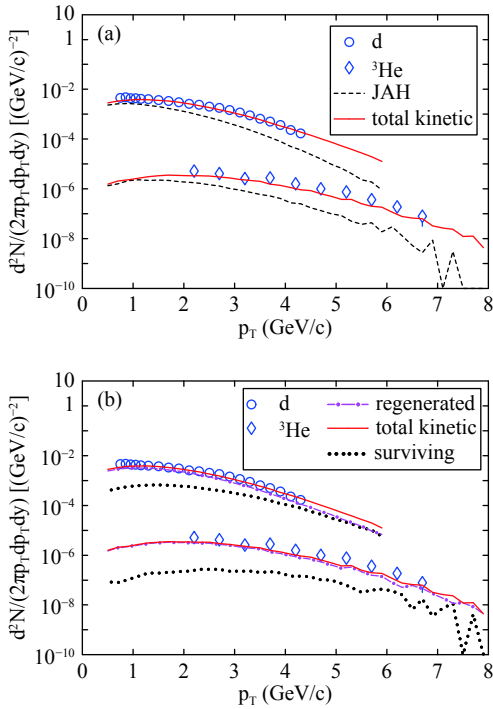 (a)
d
³He
JAH
total kinetic
10
1
10⁻²
10⁻⁴
10⁻⁶
10⁻⁸
10⁻¹⁰
d²N/(2πp_Tdp_Tdy) [(GeV/c)⁻²]
0 1 2 3 4 5 6 7 8
p_T (GeV/c)
(b)
d
³He
regenerated
total kinetic
surviving
10
1
10⁻²
10⁻⁴
10⁻⁶
10⁻⁸
10⁻¹⁰
d²N/(2πp_Tdp_Tdy) [(GeV/c)⁻²]
0 1 2 3 4 5 6 7 8
p_T (GeV/c)